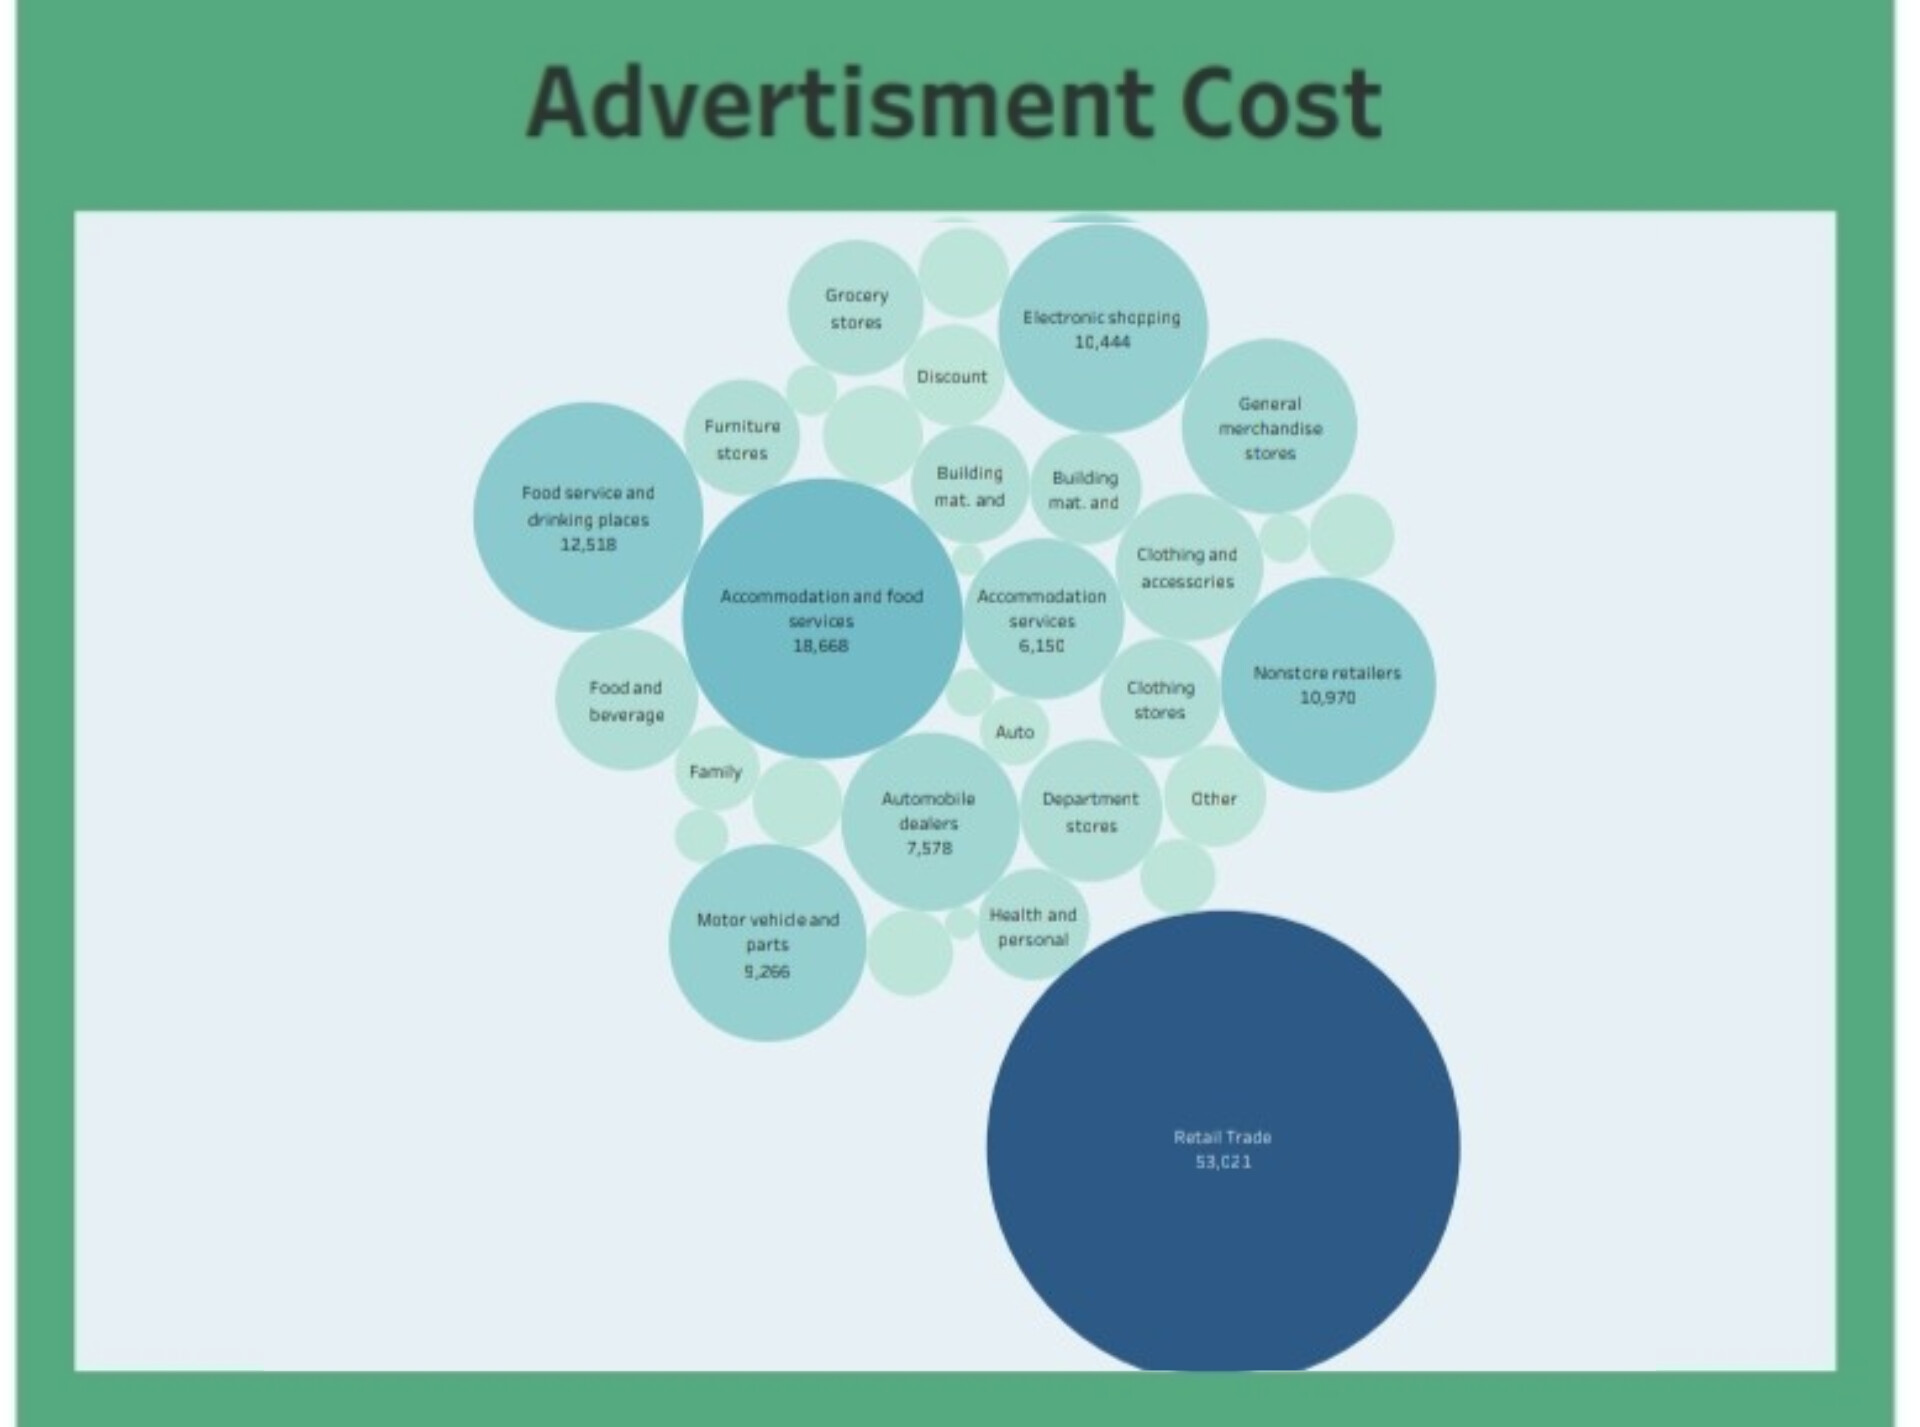 Advertisment Cost
Grocery
stores
Electronic shopping
10,444
Discount
General
merchandise
stores
Furniture
stores
Building
mat. and
Building
mat. and
Food service and
drinking places
12,518
Clothing and
accessories
Accommodation and food
services
18,668
Accommodation
services
6,150
Nonstore retailers
10,970
Food and
beverage
Clothing
stores
Auto
Family
Automobile
dealers
7,578
Department
stores
Other
Motor vehicle and
parts
9,266
Health and
personal
Retail Trade
53,021